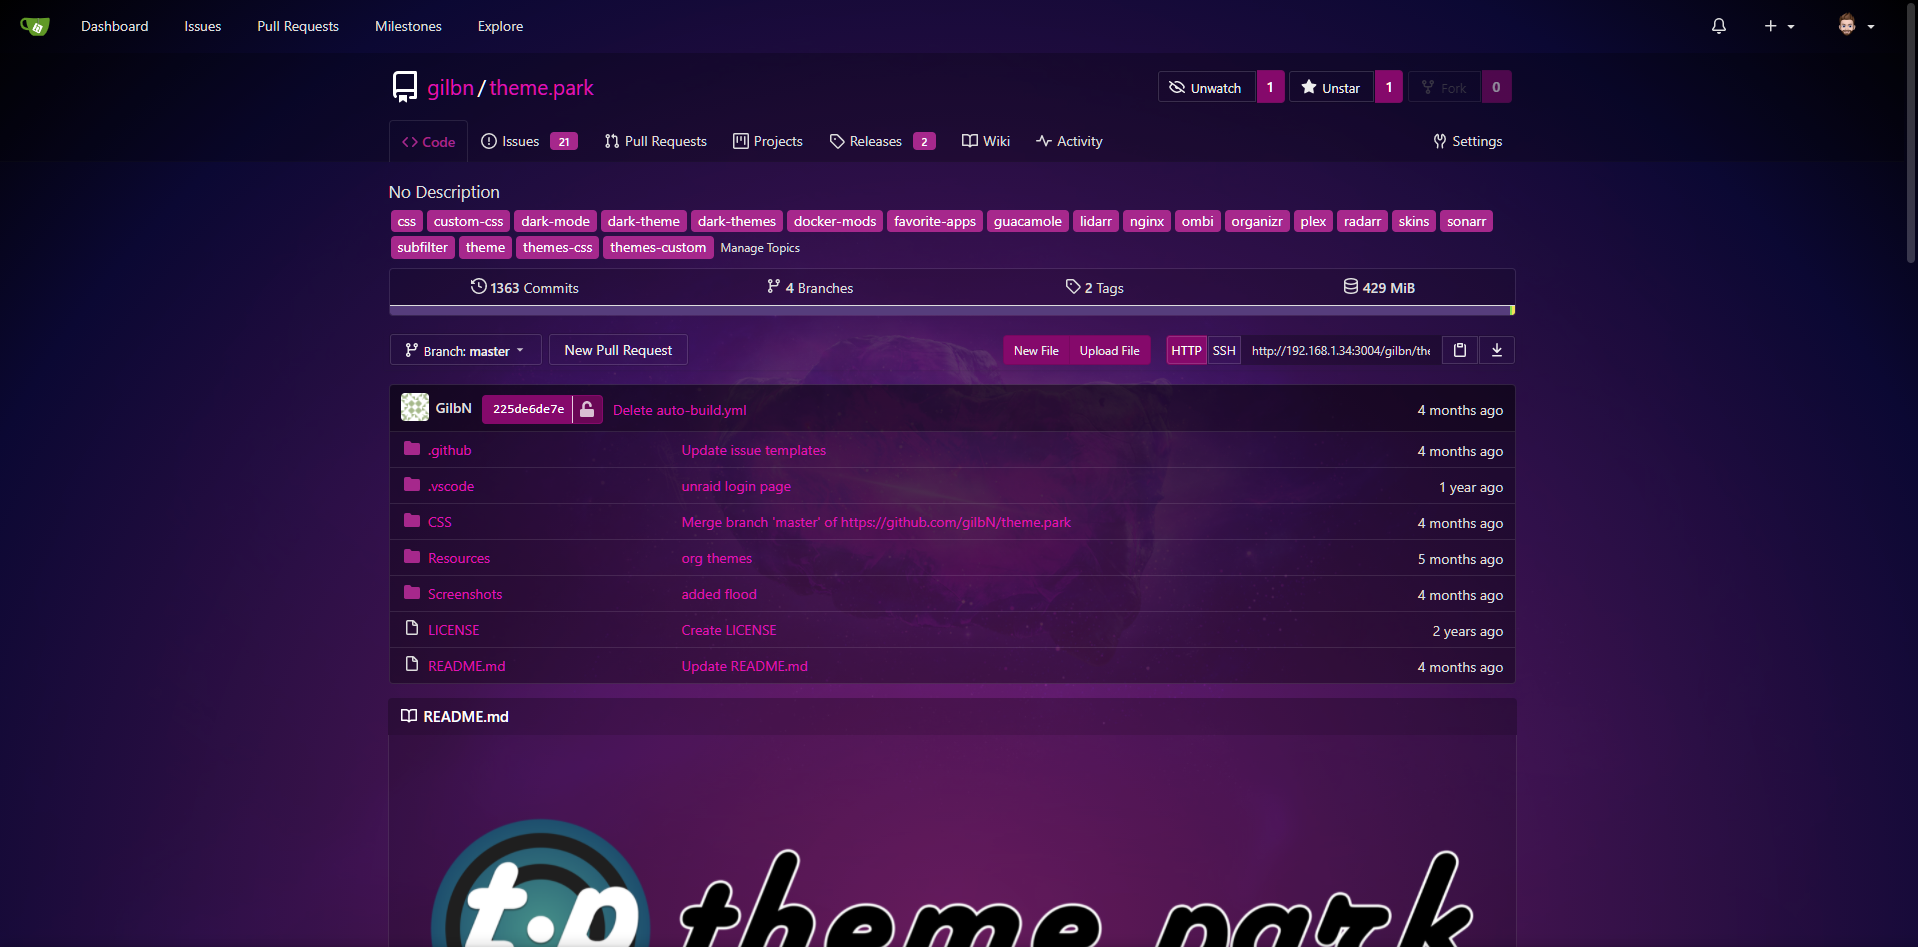 Dashboard Issues Pull Requests Milestones Explore
gilbn / theme.park Unwatch 1 Unstar 1 Fork 0
Code Issues 21 Pull Requests Projects Releases 2 Wiki Activity Settings
No Description
css custom-css dark-mode dark-theme dark-themes docker-mods favorite-apps guacamole lidarr nginx ombi organizr plex radarr skins sonarr
subfilter theme themes-css themes-custom Manage Topics
1363 Commits 4 Branches 2 Tags 429 MiB
Branch: master New Pull Request New File Upload File HTTP SSH http://192.168.1.34:3004/gilbn/the
GilbN 225de6de7e Delete auto-build.yml 4 months ago
.github Update issue templates 4 months ago
.vscode unraid login page 1 year ago
CSS Merge branch 'master' of https://github.com/gilbN/theme.park 4 months ago
Resources org themes 5 months ago
Screenshots added flood 4 months ago
LICENSE Create LICENSE 2 years ago
README.md Update README.md 4 months ago
README.md
t.p theme park